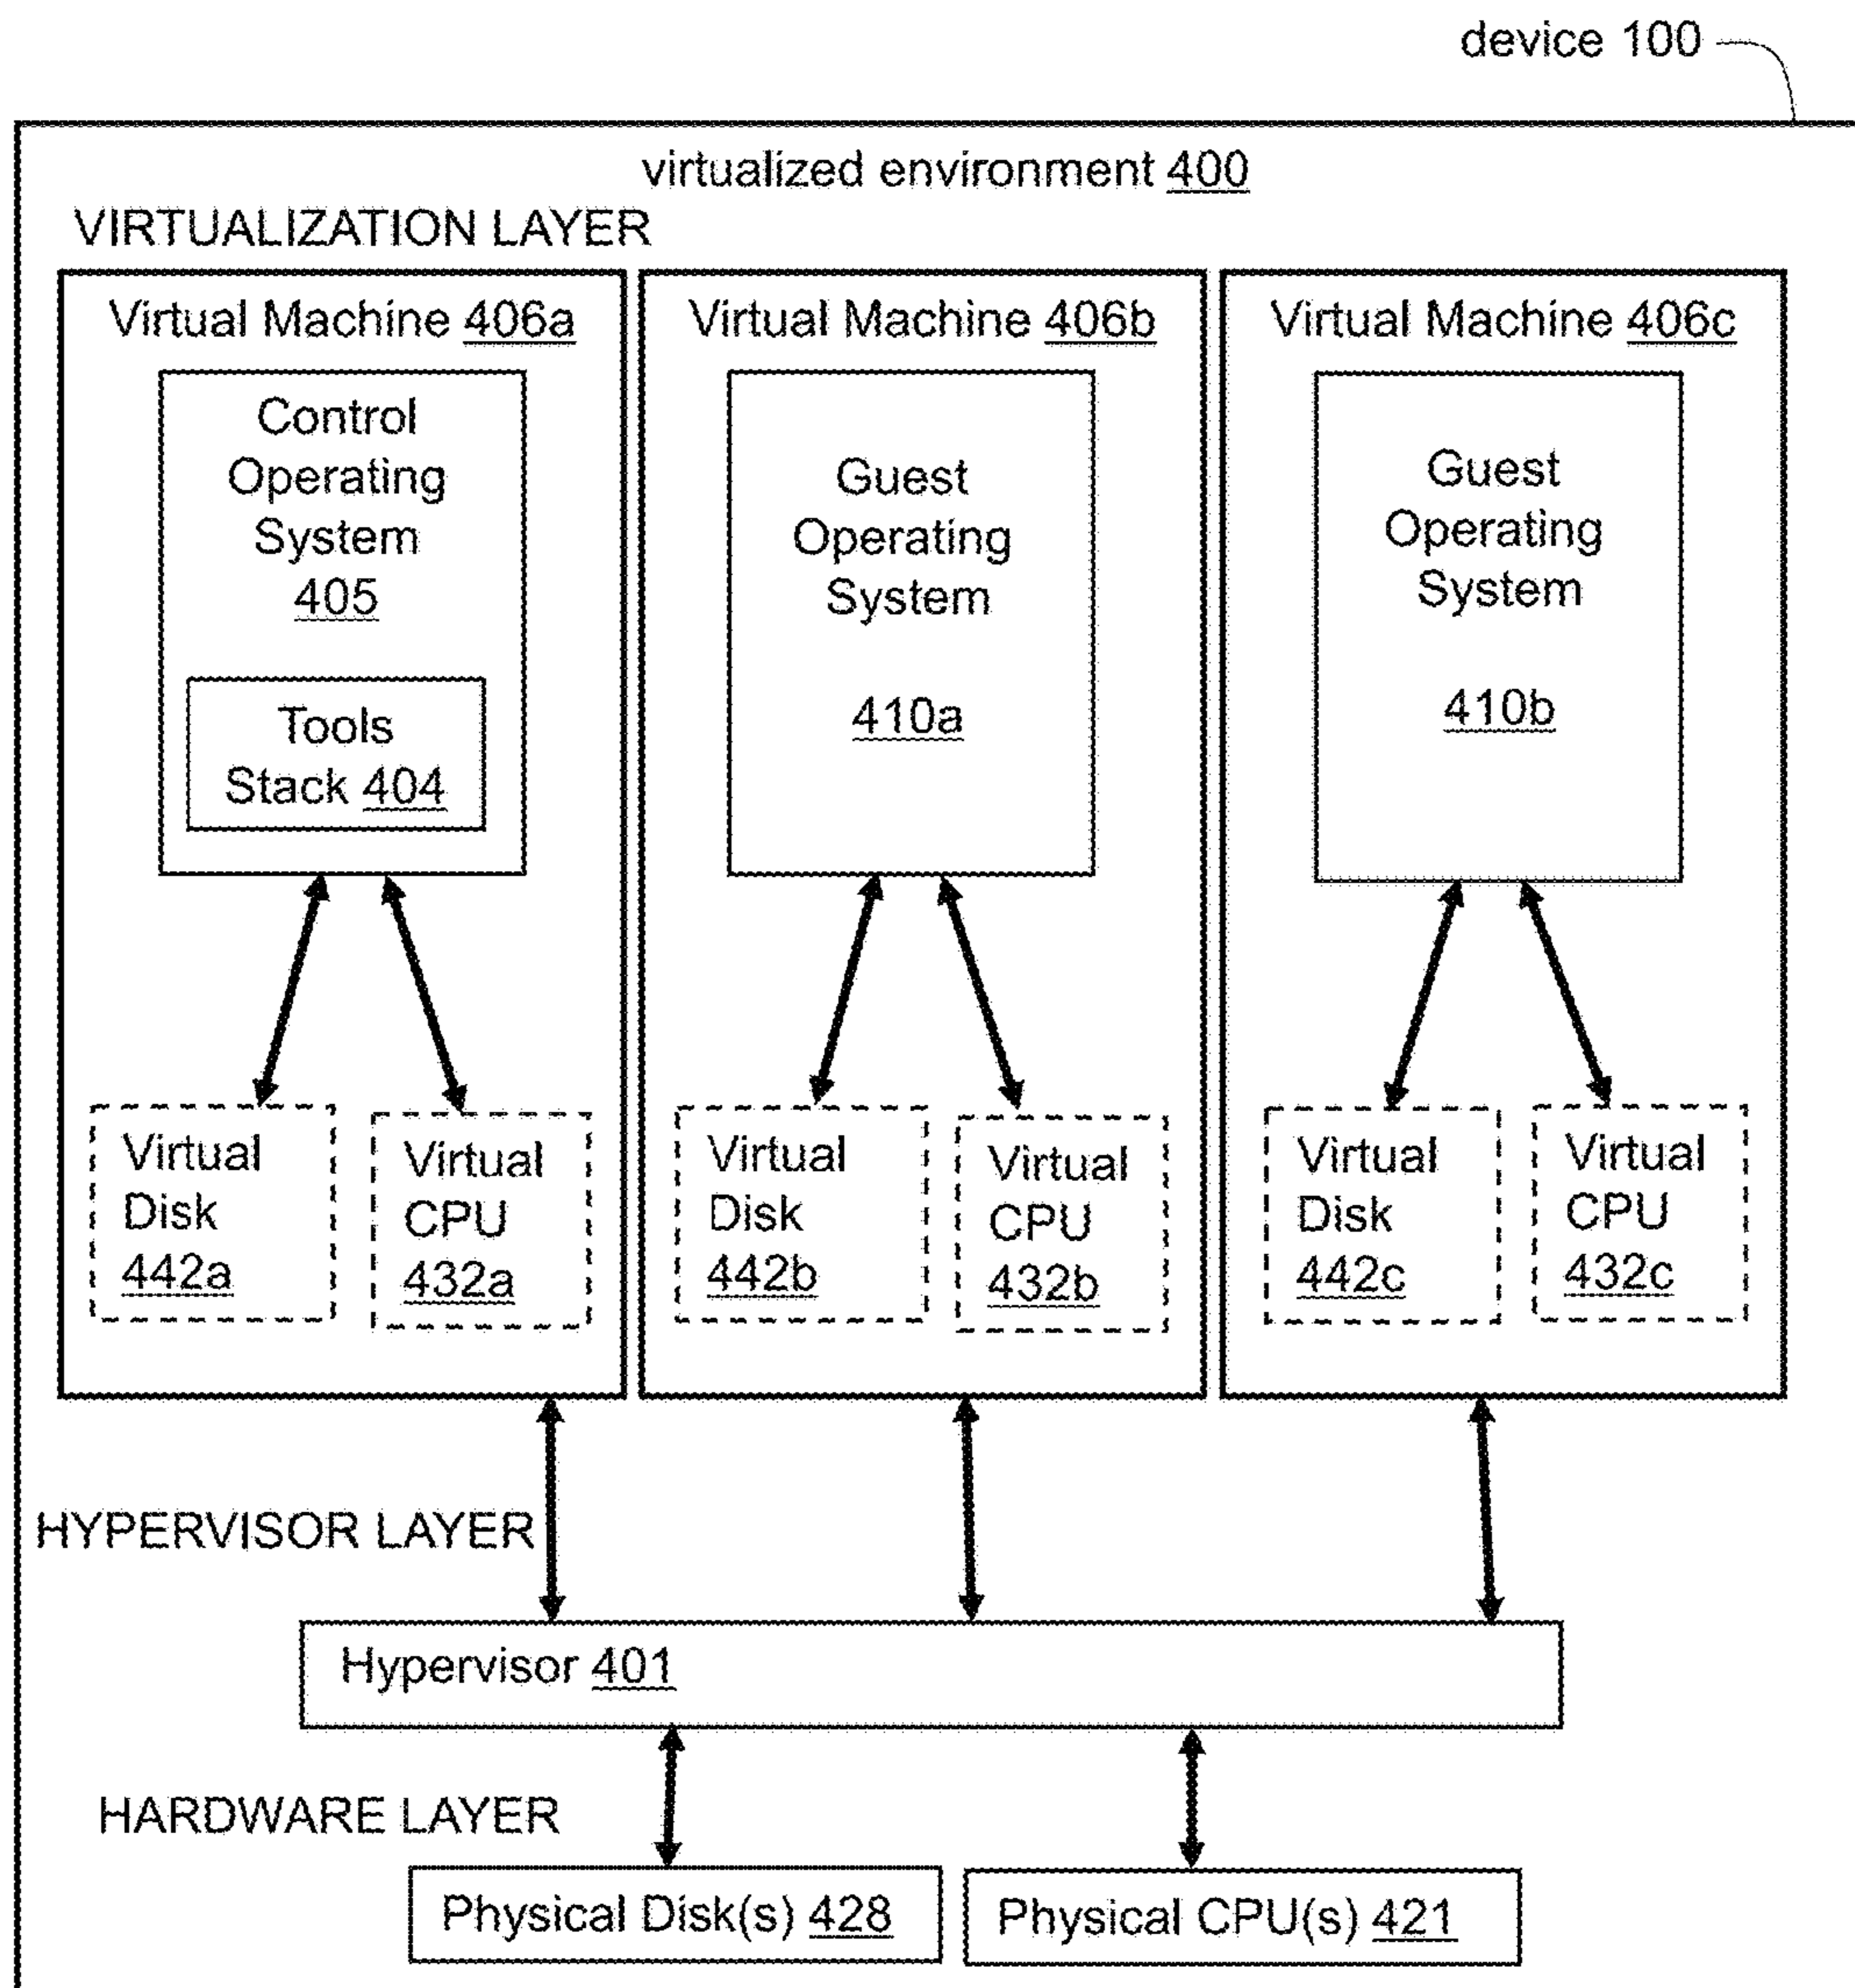 device 100
virtualized environment 400
VIRTUALIZATION LAYER
Virtual Machine 406a
Control
Operating
System
405
Tools
Stack 404
Virtual
Disk
442a
Virtual
CPU
432a
Virtual Machine 406b
Guest
Operating
System
410a
Virtual
Disk
442b
Virtual
CPU
432b
Virtual Machine 406c
Guest
Operating
System
410b
Virtual
Disk
442c
Virtual
CPU
432c
HYPERVISOR LAYER
Hypervisor 401
HARDWARE LAYER
Physical Disk(s) 428
Physical CPU(s) 421